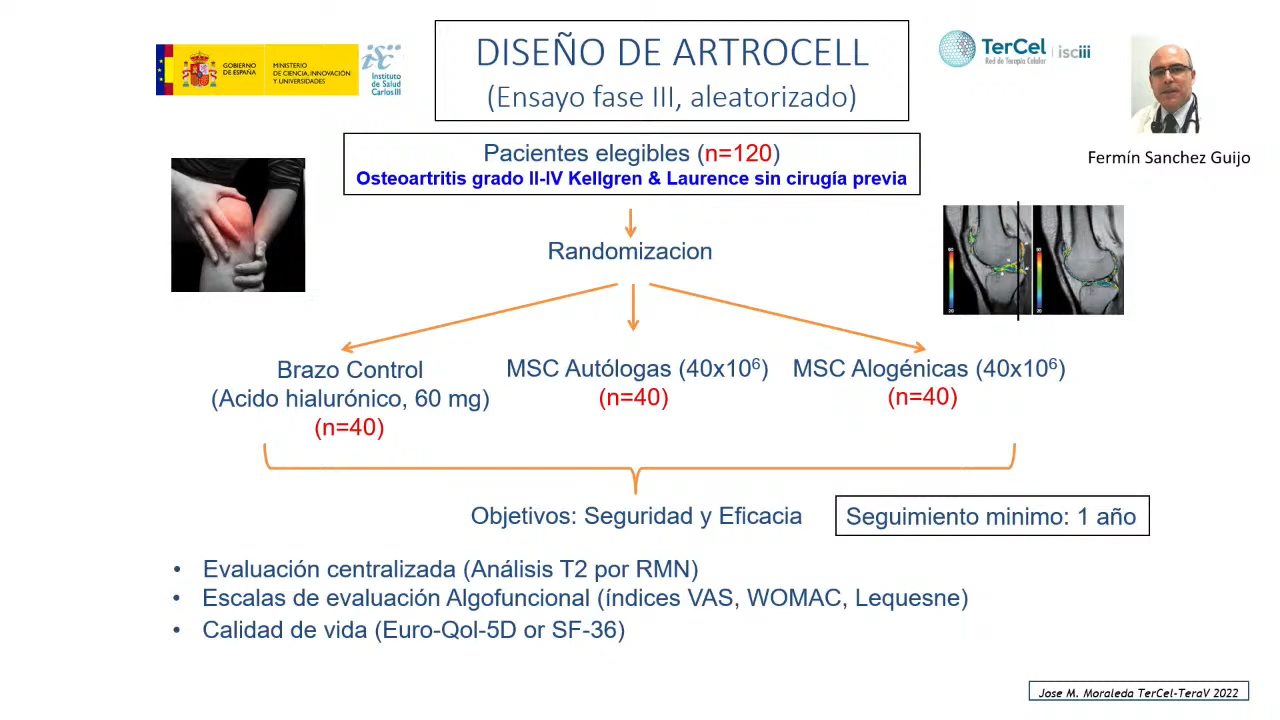 GOBIERNO
DE ESPAÑA
MINISTERIO
DE CIENCIA, INNOVACIÓN
Y UNIVERSIDADES
Instituto
de Salud
Carlos III
DISEÑO DE ARTROCELL
(Ensayo fase III, aleatorizado)
TerCel
Red de Terapia Celular
isciii
Fermín Sanchez Guijo
Pacientes elegibles (n=120)
Osteoartritis grado II-IV Kellgren & Laurence sin cirugía previa
Randomizacion
Brazo Control
(Acido hialurónico, 60 mg)
(n=40)
MSC Autólogas (40x10⁶)
(n=40)
MSC Alogénicas (40x10⁶)
(n=40)
Objetivos: Seguridad y Eficacia
Seguimiento minimo: 1 año
• Evaluación centralizada (Análisis T2 por RMN)
• Escalas de evaluación Algofuncional (índices VAS, WOMAC, Lequesne)
• Calidad de vida (Euro-Qol-5D or SF-36)
Jose M. Moraleda TerCel-TeraV 2022